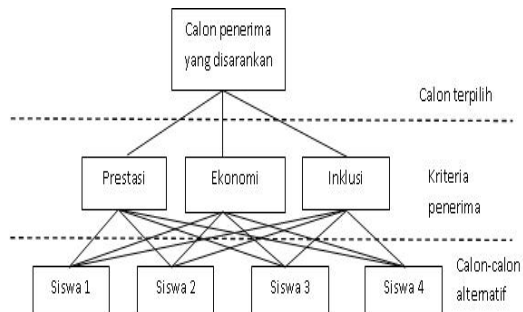 Calon penerima
yang disarankan
Calon terpilih
Prestasi
Ekonomi
Inklusi
Kriteria
penerima
Siswa 1
Siswa 2
Siswa 3
Siswa 4
Calon-calon
alternatif